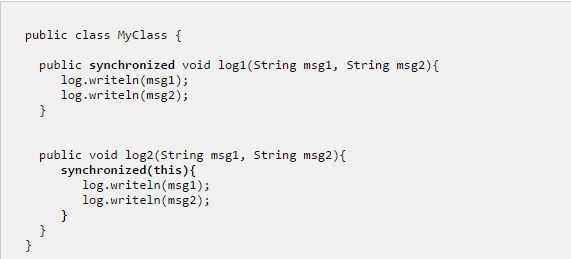 public class MyClass {
public synchronized void log1(String msg1, String msg2){
log.writeln(msg1);
log.writeln(msg2);
}
public void log2(String msg1, String msg2){
synchronized(this){
log.writeln(msg1);
log.writeln(msg2);
}
}
}